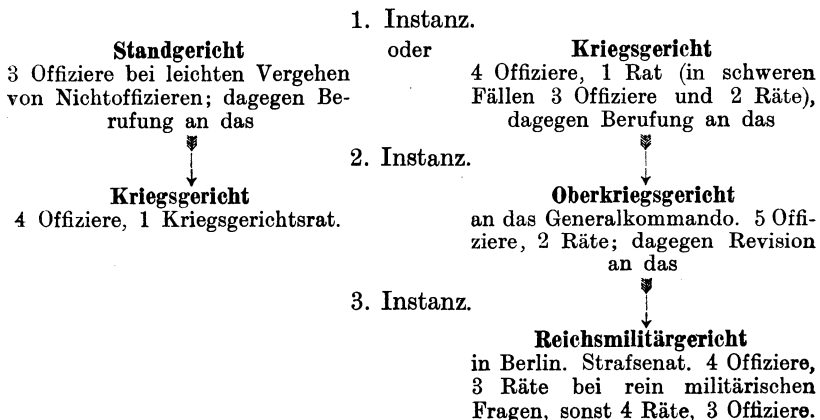 1. Instanz.
Standgericht
oder
Kriegsgericht
3 Offiziere bei leichten Vergehen
von Nichtoffizieren; dagegen Be-
rufung an das
4 Offiziere, 1 Rat (in schweren
Fällen 3 Offiziere und 2 Räte),
dagegen Berufung an das
2. Instanz.
Kriegsgericht
4 Offiziere, 1 Kriegsgerichtsrat.
Oberkriegsgericht
an das Generalkommando. 5 Offi-
ziere, 2 Räte; dagegen Revision
an das
3. Instanz.
Reichsmilitärgericht
in Berlin. Strafsenat. 4 Offiziere,
3 Räte bei rein militärischen
Fragen, sonst 4 Räte, 3 Offiziere.